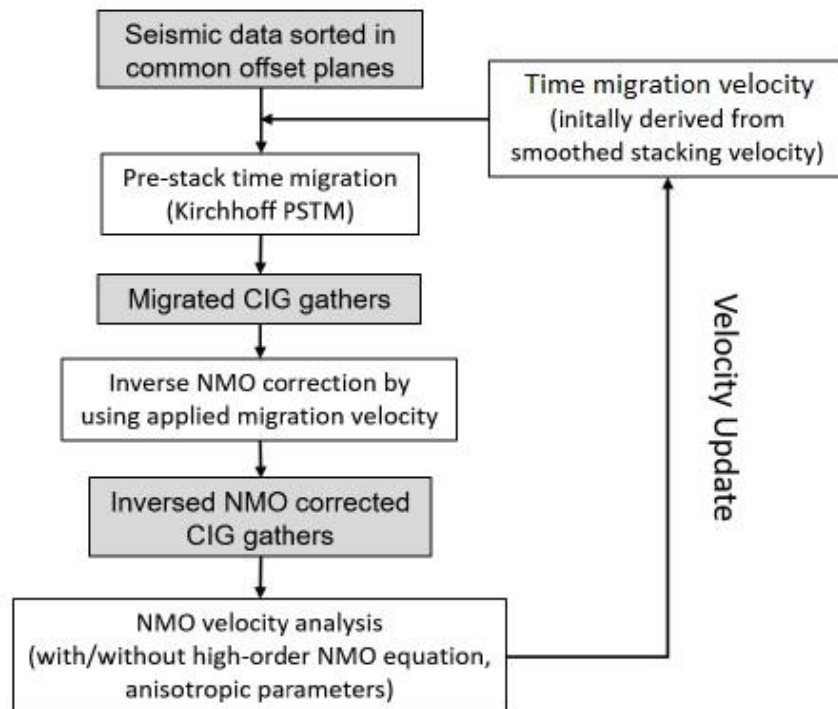 Seismic data sorted in
common offset planes
Time migration velocity
(initally derived from
smoothed stacking velocity)
Pre-stack time migration
(Kirchhoff PSTM)
Migrated CIG gathers
Inverse NMO correction by
using applied migration velocity
Velocity Update
Inversed NMO corrected
CIG gathers
NMO velocity analysis
(with/without high-order NMO equation,
anisotropic parameters)